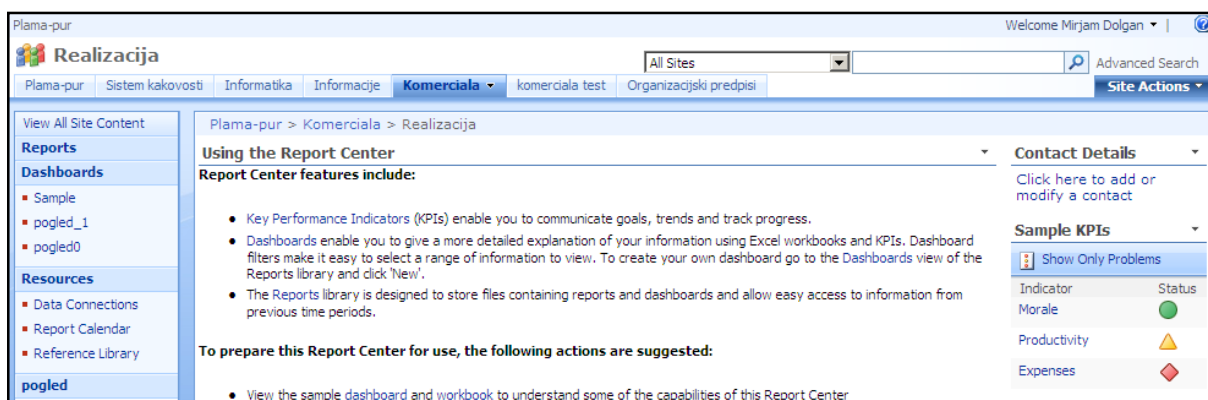 Plama-pur
Welcome Mirjam Dolgan
Realizacija
All Sites
Advanced Search
Plama-pur Sistem kakovosti Informatika Informacije Komerciala komerciala test Organizacijski predpisi
Site Actions
View All Site Content
Reports
Dashboards
Sample
pogled_1
pogled0
Resources
Data Connections
Report Calendar
Reference Library
pogled
Plama-pur > Komerciala > Realizacija
Using the Report Center
Report Center features include:
Key Performance Indicators (KPIs) enable you to communicate goals, trends and track progress.
Dashboards enable you to give a more detailed explanation of your information using Excel workbooks and KPIs. Dashboard
filters make it easy to select a range of information to view. To create your own dashboard go to the Dashboards view of the
Reports library and click 'New'.
The Reports library is designed to store files containing reports and dashboards and allow easy access to information from
previous time periods.
To prepare this Report Center for use, the following actions are suggested:
View the sample dashboard and workbook to understand some of the capabilities of this Report Center
Contact Details
Click here to add or
modify a contact
Sample KPIs
Show Only Problems
Indicator Status
Morale
Productivity
Expenses